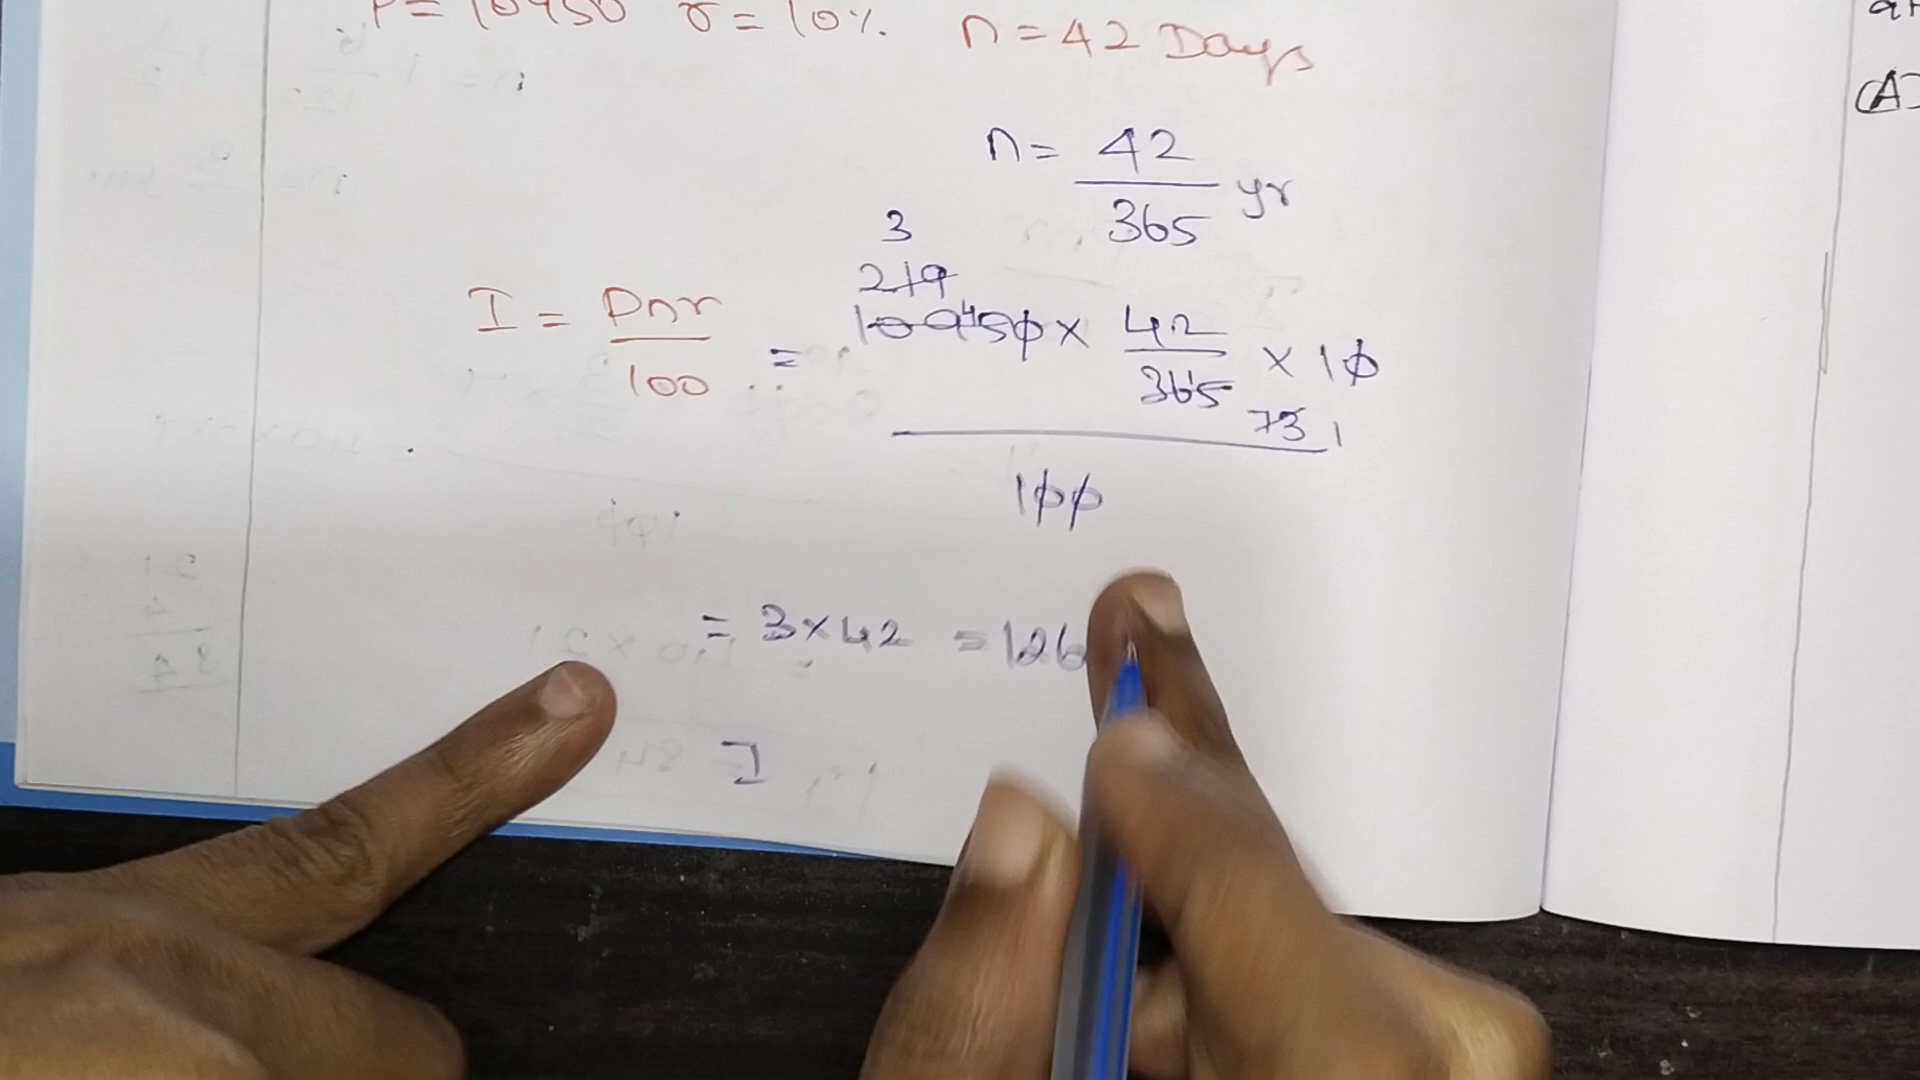 P = 10950 r = 10% n = 42 Days
n = 42/365 yr
3
219
I = Pnr/100 = 10950 × 42/365 × 10
73 1
100
= 3 × 42 = 126
I
(A)